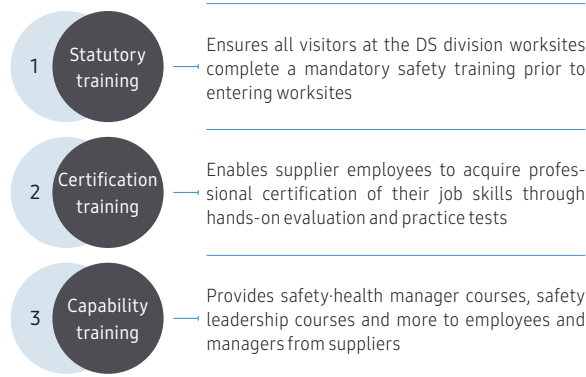 1
Statutory
training
Ensures all visitors at the DS division worksites
complete a mandatory safety training prior to
entering worksites
2
Certification
training
Enables supplier employees to acquire profes-
sional certification of their job skills through
hands-on evaluation and practice tests
3
Capability
training
Provides safety·health manager courses, safety
leadership courses and more to employees and
managers from suppliers